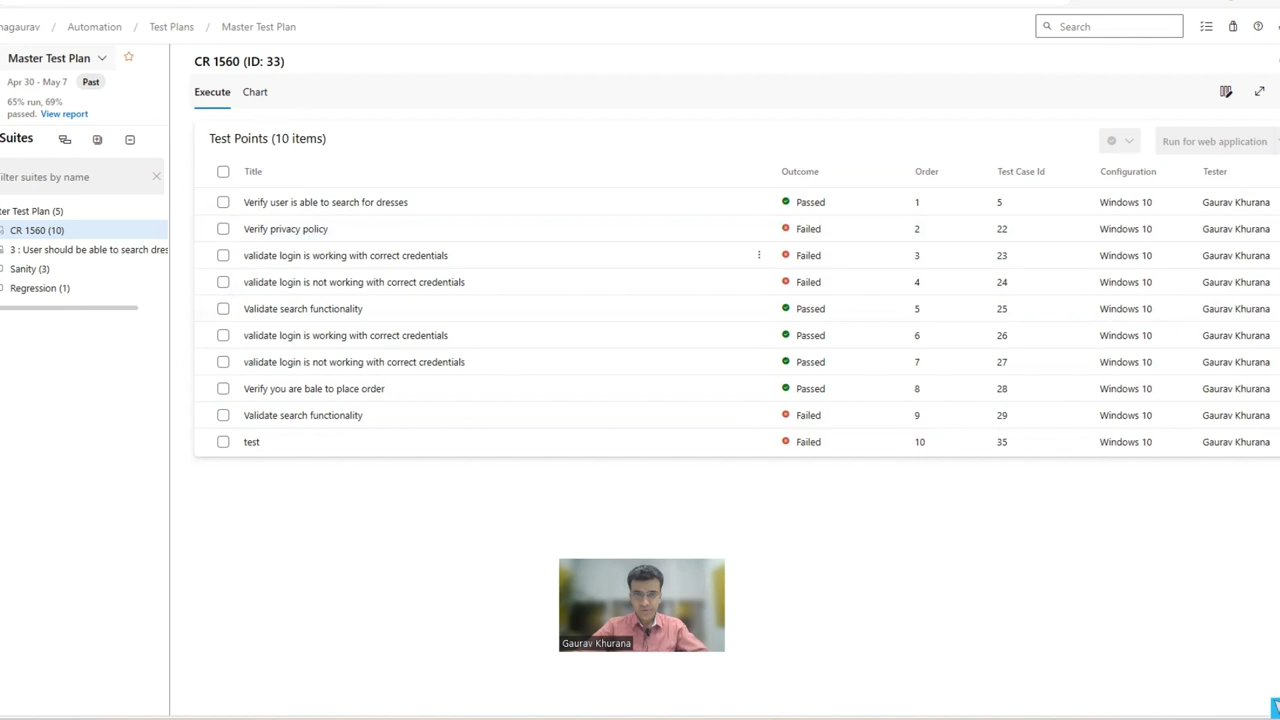 nagaurav / Automation / Test Plans / Master Test Plan
Search
Master Test Plan
Apr 30 - May 7 Past
65% run, 69%
passed. View report
Suites
ilter suites by name
ter Test Plan (5)
CR 1560 (10)
3 : User should be able to search dres
Sanity (3)
Regression (1)
CR 1560 (ID: 33)
Execute Chart
Test Points (10 items)
Run for web application
Title Outcome Order Test Case Id Configuration Tester
Verify user is able to search for dresses Passed 1 5 Windows 10 Gaurav Khurana
Verify privacy policy Failed 2 22 Windows 10 Gaurav Khurana
validate login is working with correct credentials Failed 3 23 Windows 10 Gaurav Khurana
validate login is not working with correct credentials Failed 4 24 Windows 10 Gaurav Khurana
Validate search functionality Passed 5 25 Windows 10 Gaurav Khurana
validate login is working with correct credentials Passed 6 26 Windows 10 Gaurav Khurana
validate login is not working with correct credentials Passed 7 27 Windows 10 Gaurav Khurana
Verify you are bale to place order Passed 8 28 Windows 10 Gaurav Khurana
Validate search functionality Failed 9 29 Windows 10 Gaurav Khurana
test Failed 10 35 Windows 10 Gaurav Khurana
Gaurav Khurana